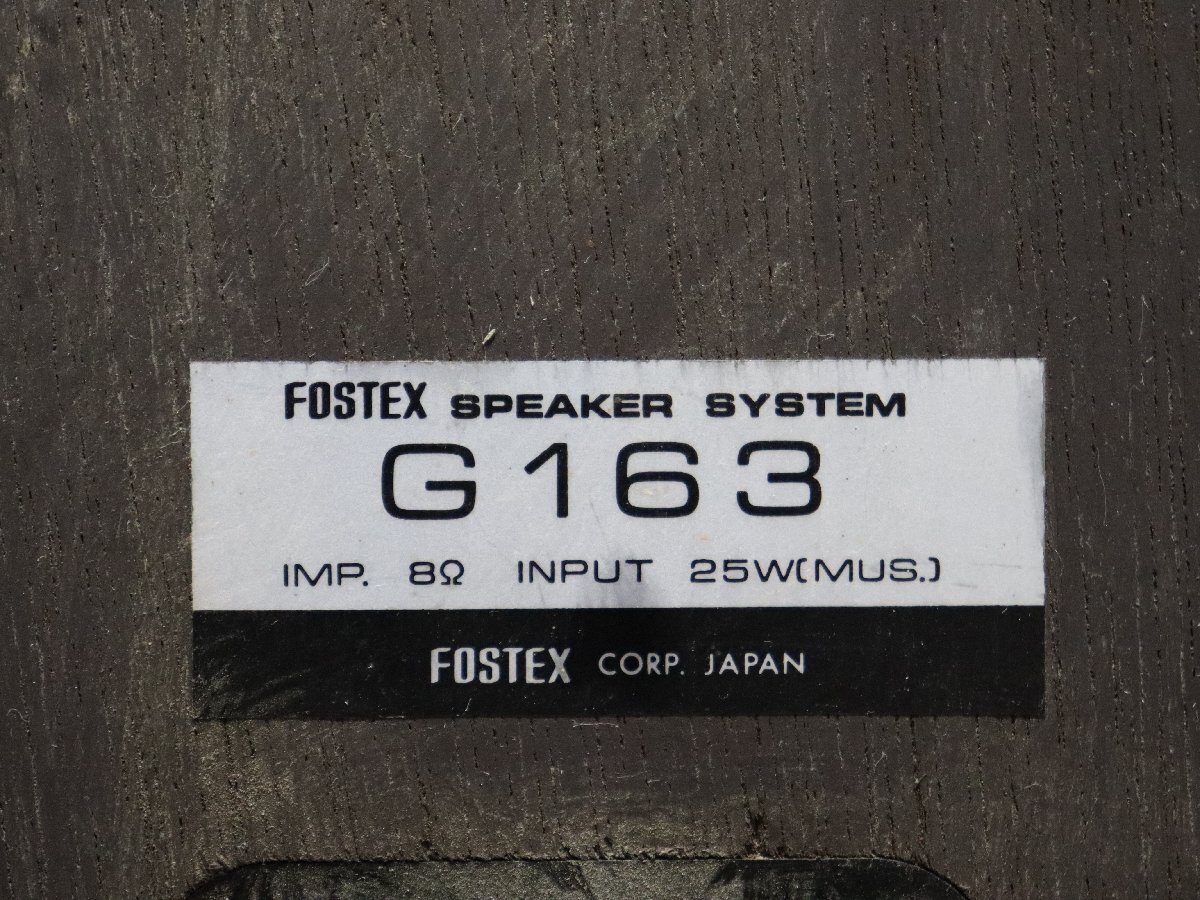 FOSTEX SPEAKER SYSTEM
G163
IMP. 8Ω INPUT 25W(MUS.)
FOSTEX CORP. JAPAN